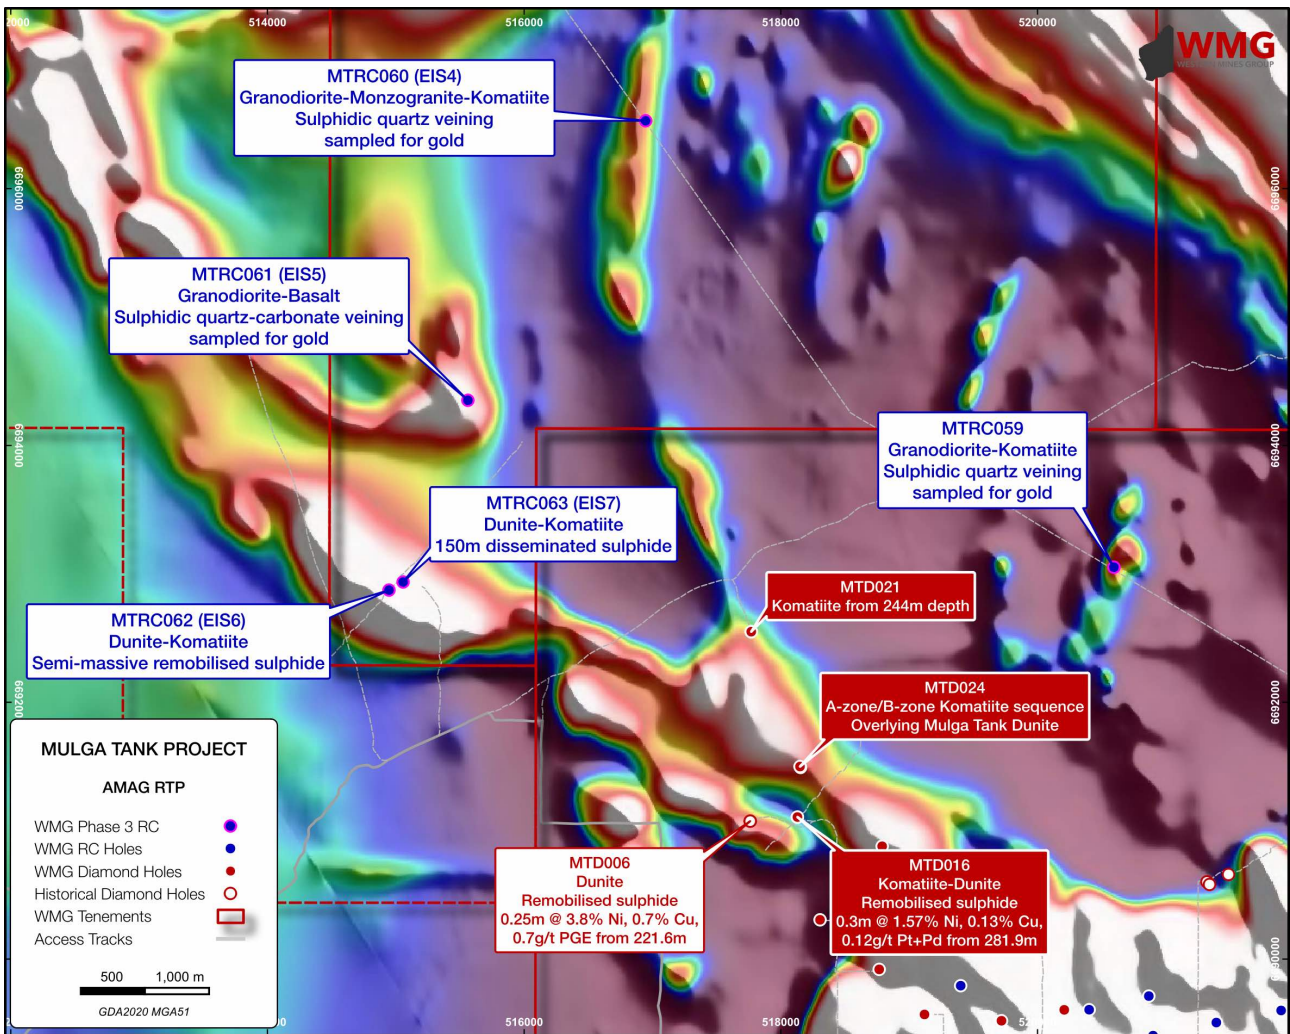 2000
514000
516000
518000
520000
WMG
WESTERN MINES GROUP
MTRC060 (EIS4)
Granodiorite-Monzogranite-Komatiite
Sulphidic quartz veining
sampled for gold
6696000
6696000
MTRC061 (EIS5)
Granodiorite-Basalt
Sulphidic quartz-carbonate veining
sampled for gold
MTRC059
Granodiorite-Komatiite
Sulphidic quartz veining
sampled for gold
6694000
6694000
MTRC063 (EIS7)
Dunite-Komatiite
150m disseminated sulphide
MTD021
Komatiite from 244m depth
MTRC062 (EIS6)
Dunite-Komatiite
Semi-massive remobilised sulphide
MTD024
A-zone/B-zone Komatiite sequence
Overlying Mulga Tank Dunite
669200
6692000
MULGA TANK PROJECT
AMAG RTP
WMG Phase 3 RC
WMG RC Holes
WMG Diamond Holes
Historical Diamond Holes
WMG Tenements
Access Tracks
500
1,000 m
GDA2020 MGA51
MTD006
Dunite
Remobilised sulphide
0.25m @ 3.8% Ni, 0.7% Cu,
0.7g/t PGE from 221.6m
MTD016
Komatiite-Dunite
Remobilised sulphide
0.3m @ 1.57% Ni, 0.13% Cu,
0.12g/t Pt+Pd from 281.9m
516000
518000